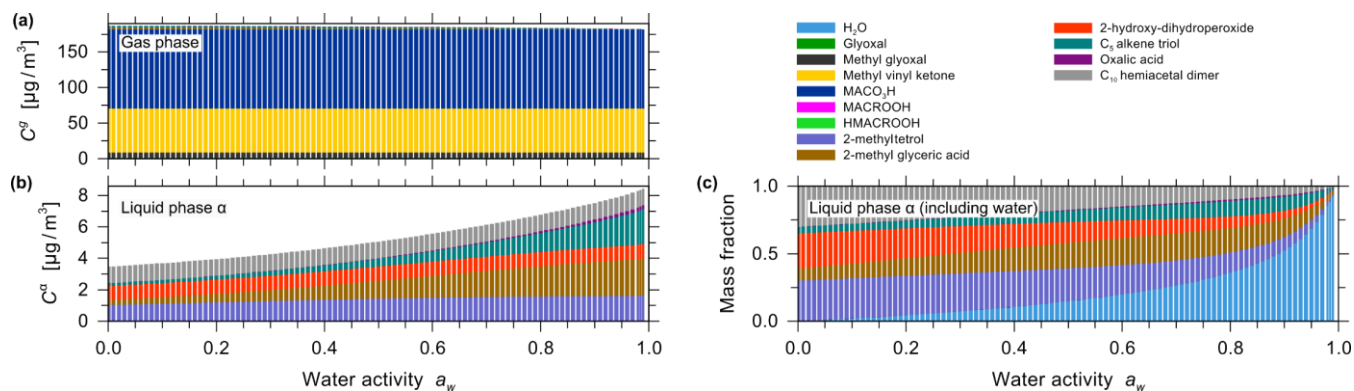 (a)
Gas phase
Cᵍ [µg / m³]
150
100
50
0
(b)
Liquid phase α
Cᵅ [µg / m³]
8
6
4
2
0
0.0 0.2 0.4 0.6 0.8 1.0
Water activity a_w
H₂O
Glyoxal
Methyl glyoxal
Methyl vinyl ketone
MACO₃H
MACROOH
HMACROOH
2-methyltetrol
2-methyl glyceric acid
2-hydroxy-dihydroperoxide
C₅ alkene triol
Oxalic acid
C₁₀ hemiacetal dimer
(c)
Liquid phase α (including water)
Mass fraction
1.0
0.5
0.0
0.0 0.2 0.4 0.6 0.8 1.0
Water activity a_w